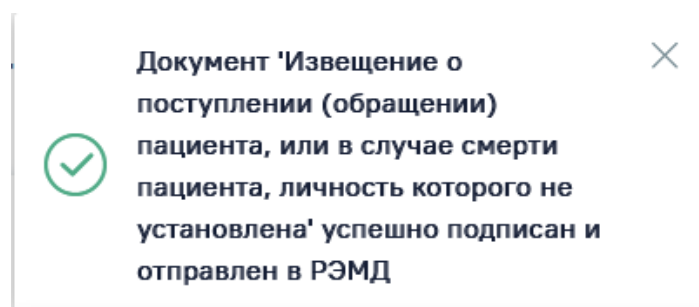 Документ 'Извещение о
поступлении (обращении)
пациента, или в случае смерти
пациента, личность которого не
установлена' успешно подписан и
отправлен в РЭМД